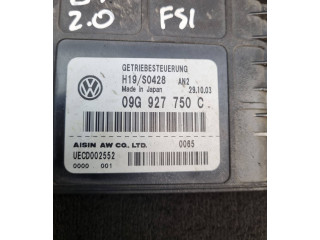 2.0 FSI
GETRIEBESTEUERUNG
H19/S0428 AN2
Made in Japan 29.10.03
09G 927 750 C
AISIN AW CO., LTD. 0065
UECD002552
0000 001